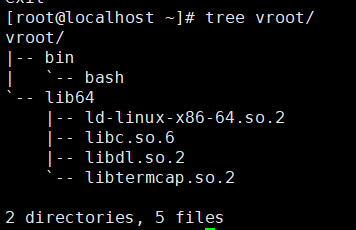 exit
[root@localhost ~]# tree vroot/
vroot/
|-- bin
|   `-- bash
`-- lib64
    |-- ld-linux-x86-64.so.2
    |-- libc.so.6
    |-- libdl.so.2
    `-- libtermcap.so.2

2 directories, 5 files